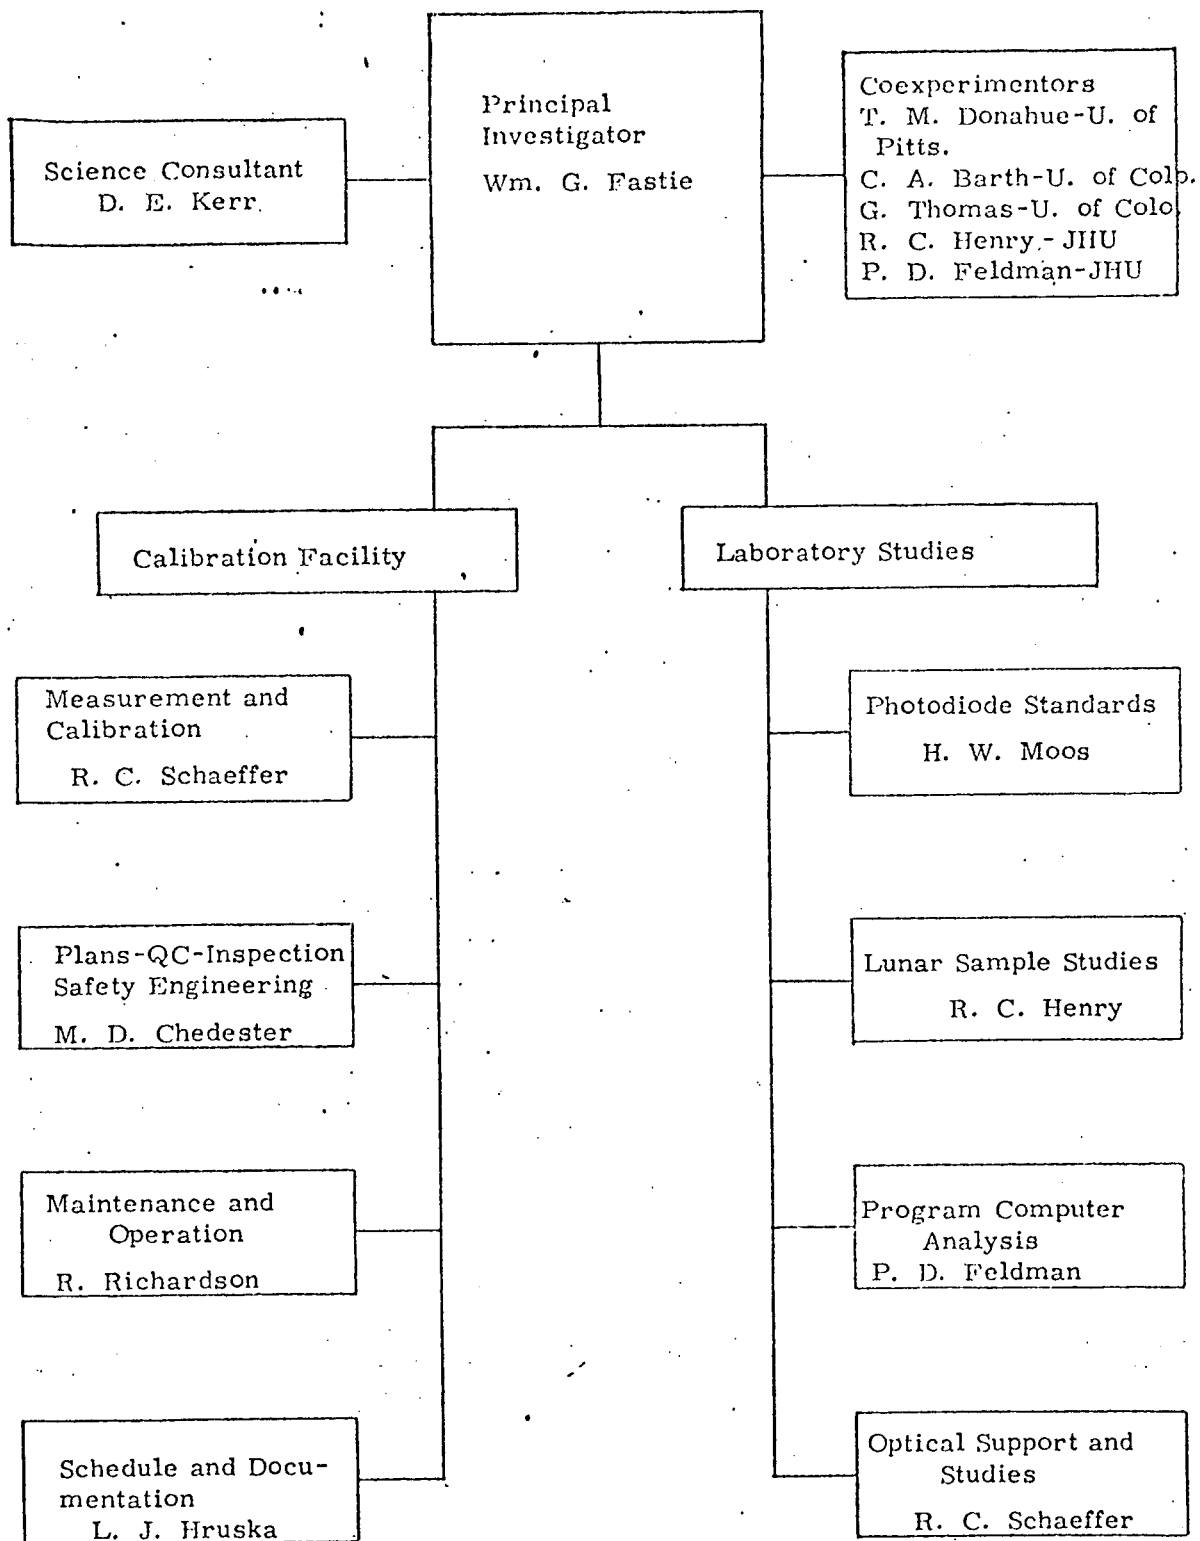 Principal
Investigator
Wm. G. Fastie
Science Consultant
D. E. Kerr
Coexperimentors
T. M. Donahue-U. of
Pitts.
C. A. Barth-U. of Colo.
G. Thomas-U. of Colo.
R. C. Henry-JHU
P. D. Feldman-JHU
Calibration Facility
Laboratory Studies
Measurement and
Calibration
R. C. Schaeffer
Photodiode Standards
H. W. Moos
Plans-QC-Inspection
Safety Engineering
M. D. Chedester
Lunar Sample Studies
R. C. Henry
Maintenance and
Operation
R. Richardson
Program Computer
Analysis
P. D. Feldman
Schedule and Docu-
mentation
L. J. Hruska
Optical Support and
Studies
R. C. Schaeffer